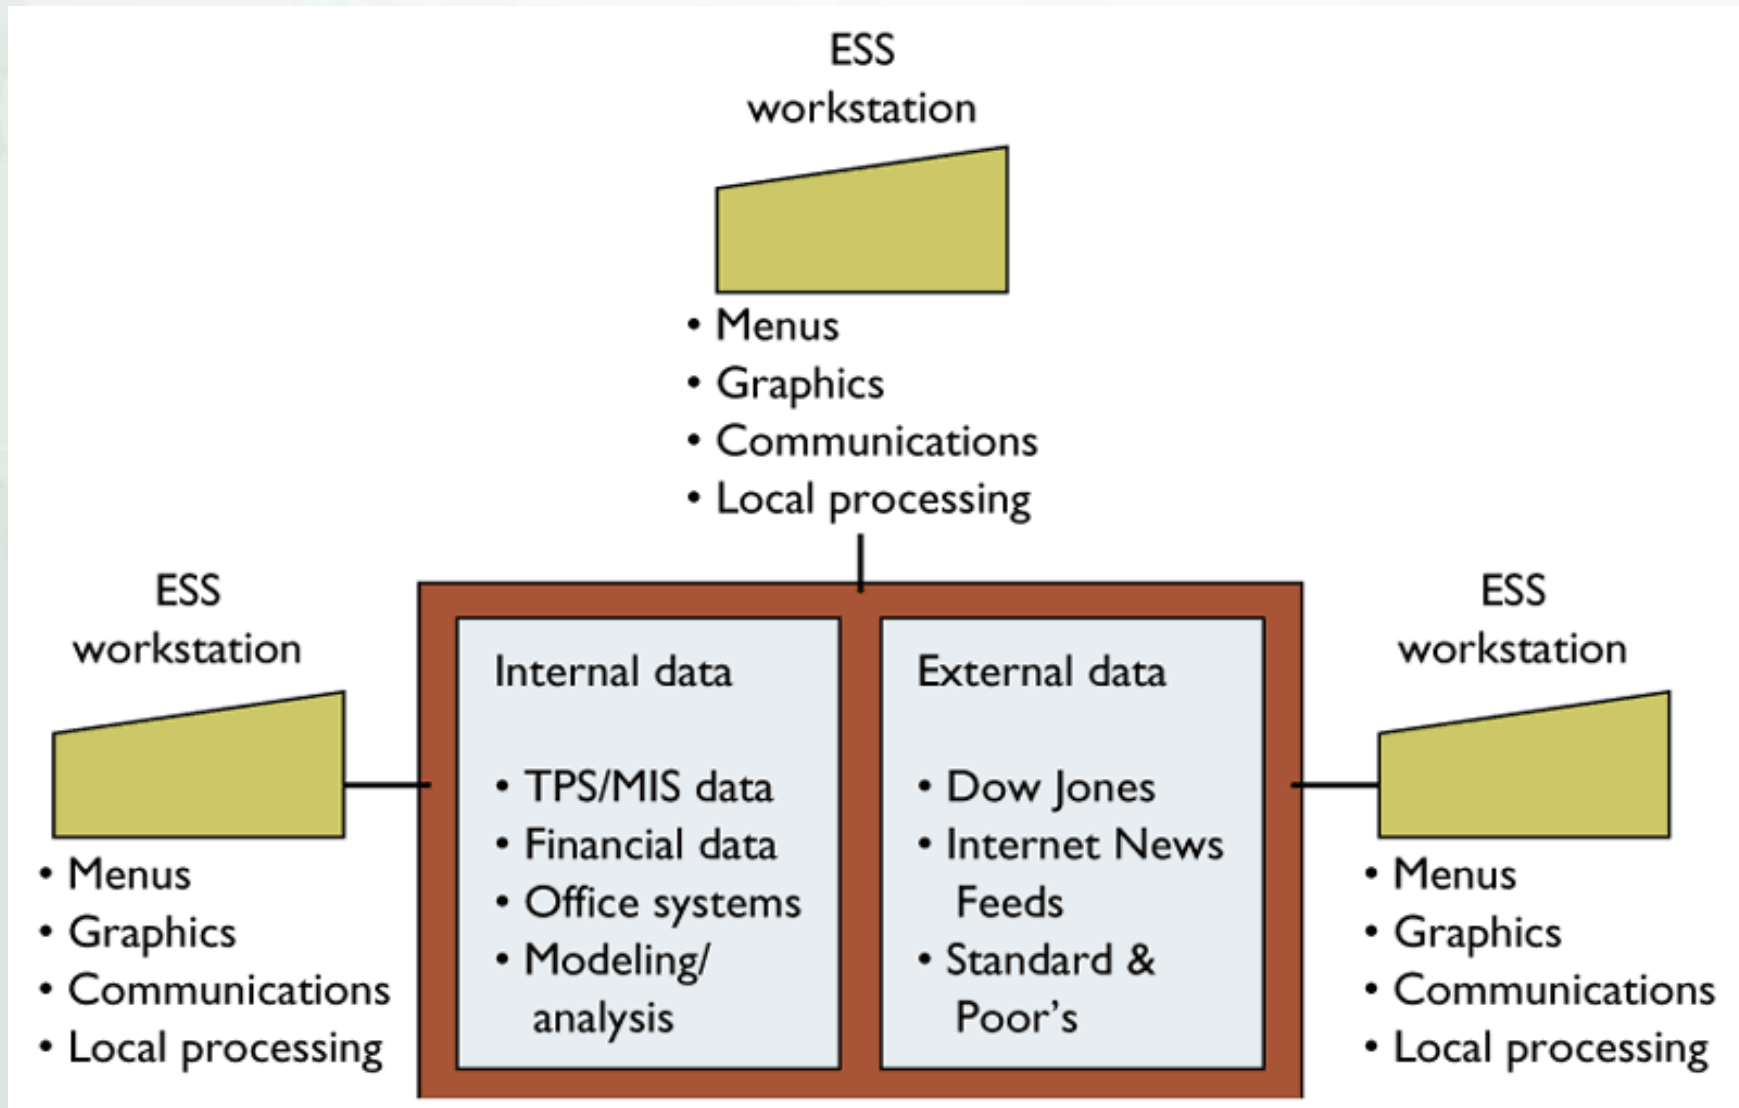 ESS
workstation
• Menus
• Graphics
• Communications
• Local processing
ESS
workstation
• Menus
• Graphics
• Communications
• Local processing
Internal data
• TPS/MIS data
• Financial data
• Office systems
• Modeling/
analysis
External data
• Dow Jones
• Internet News
Feeds
• Standard &
Poor's
ESS
workstation
• Menus
• Graphics
• Communications
• Local processing